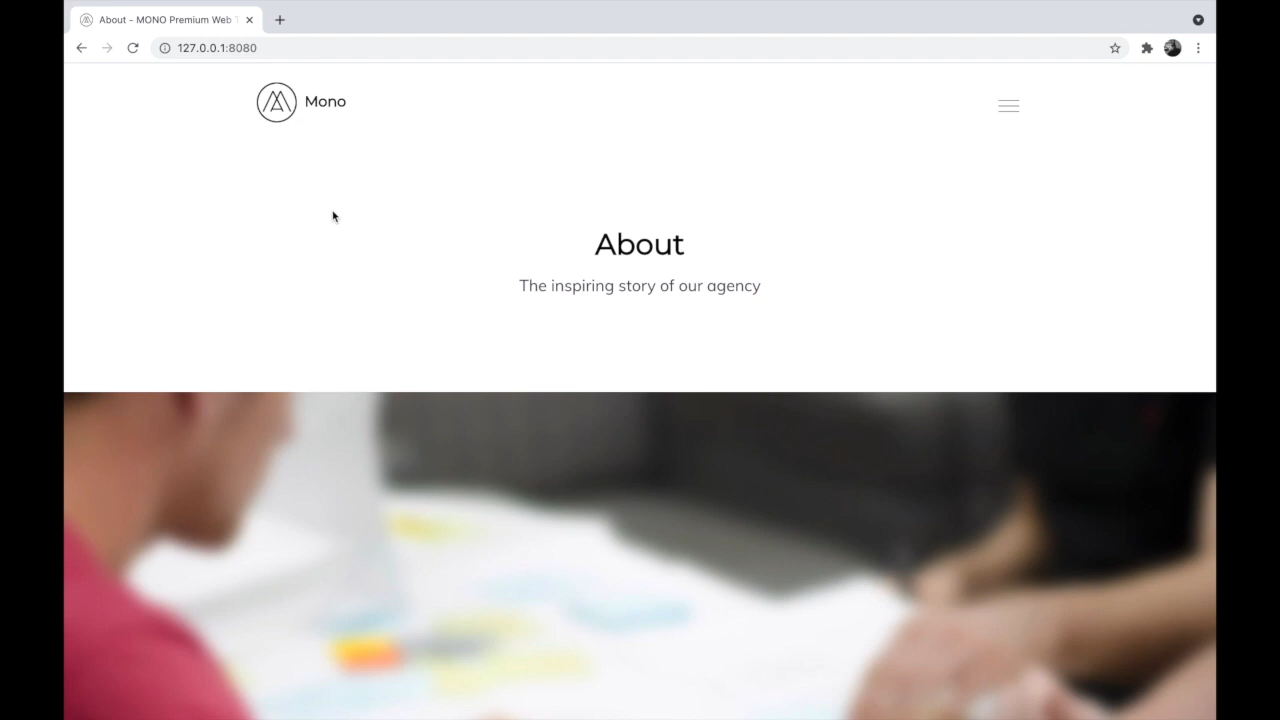 About - MONO Premium Web
127.0.0.1:8080
Mono
About
The inspiring story of our agency